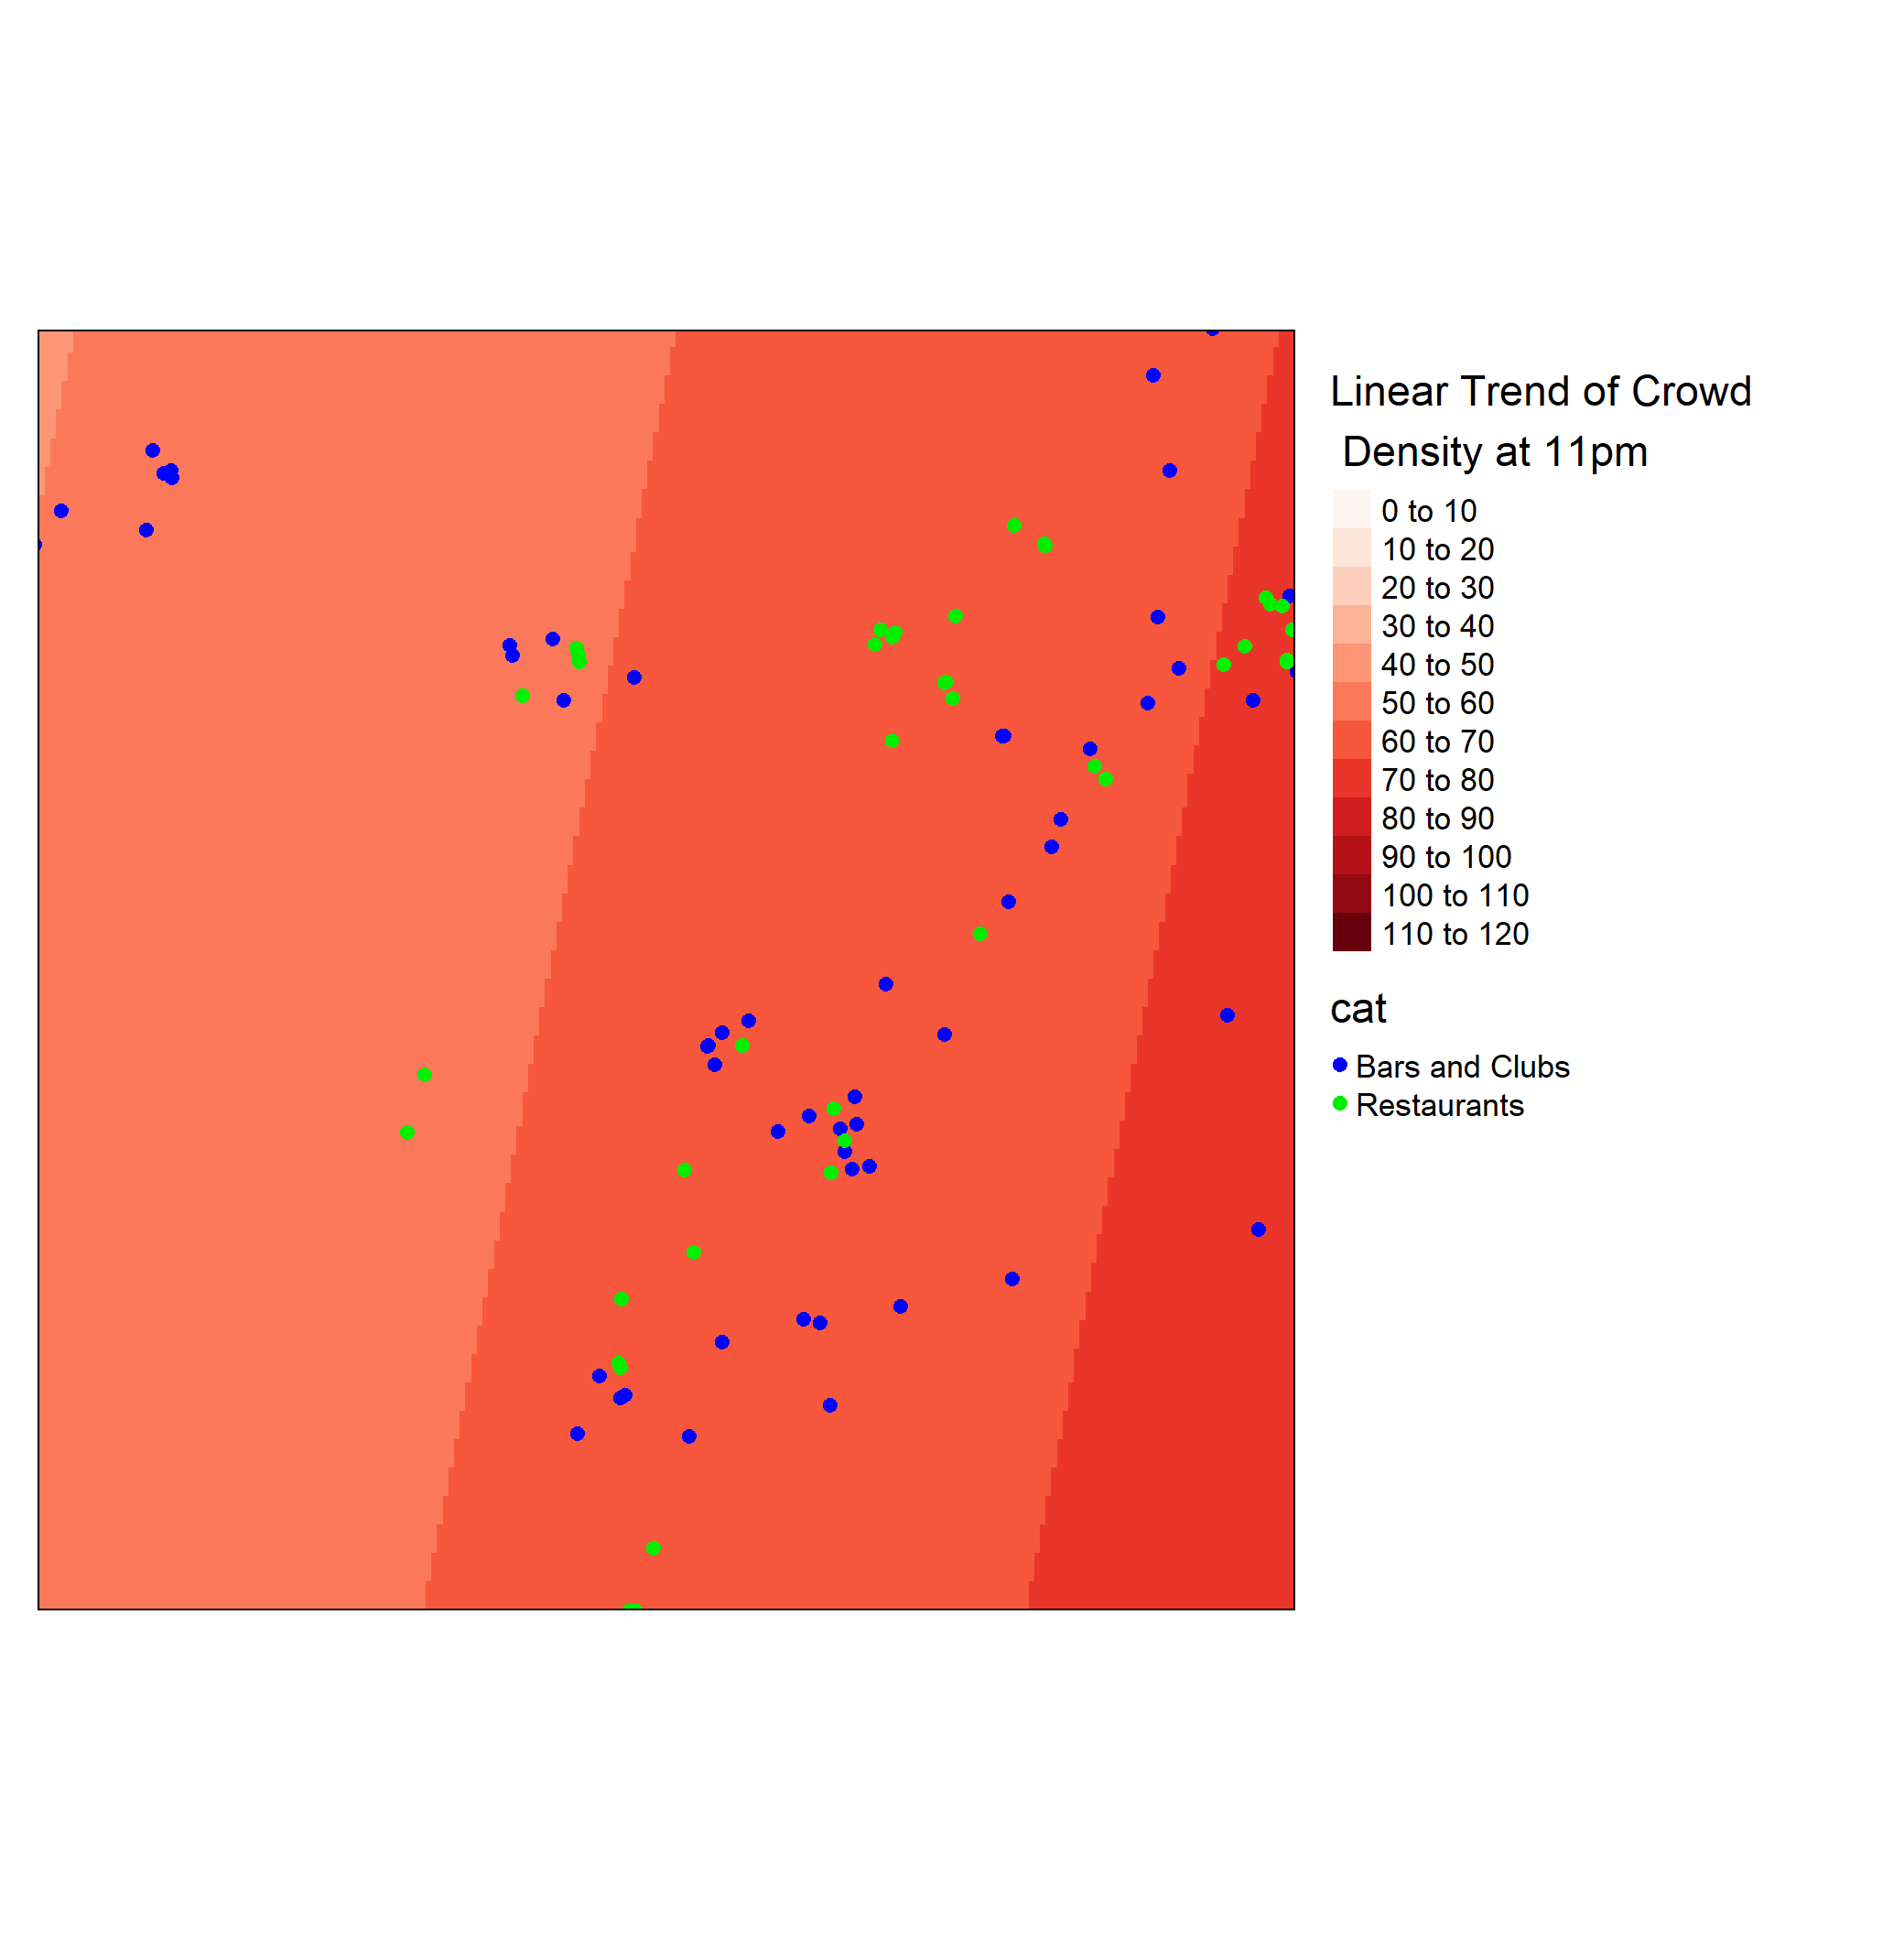 Linear Trend of Crowd
Density at 11pm
0 to 10
10 to 20
20 to 30
30 to 40
40 to 50
50 to 60
60 to 70
70 to 80
80 to 90
90 to 100
100 to 110
110 to 120
cat
Bars and Clubs
Restaurants